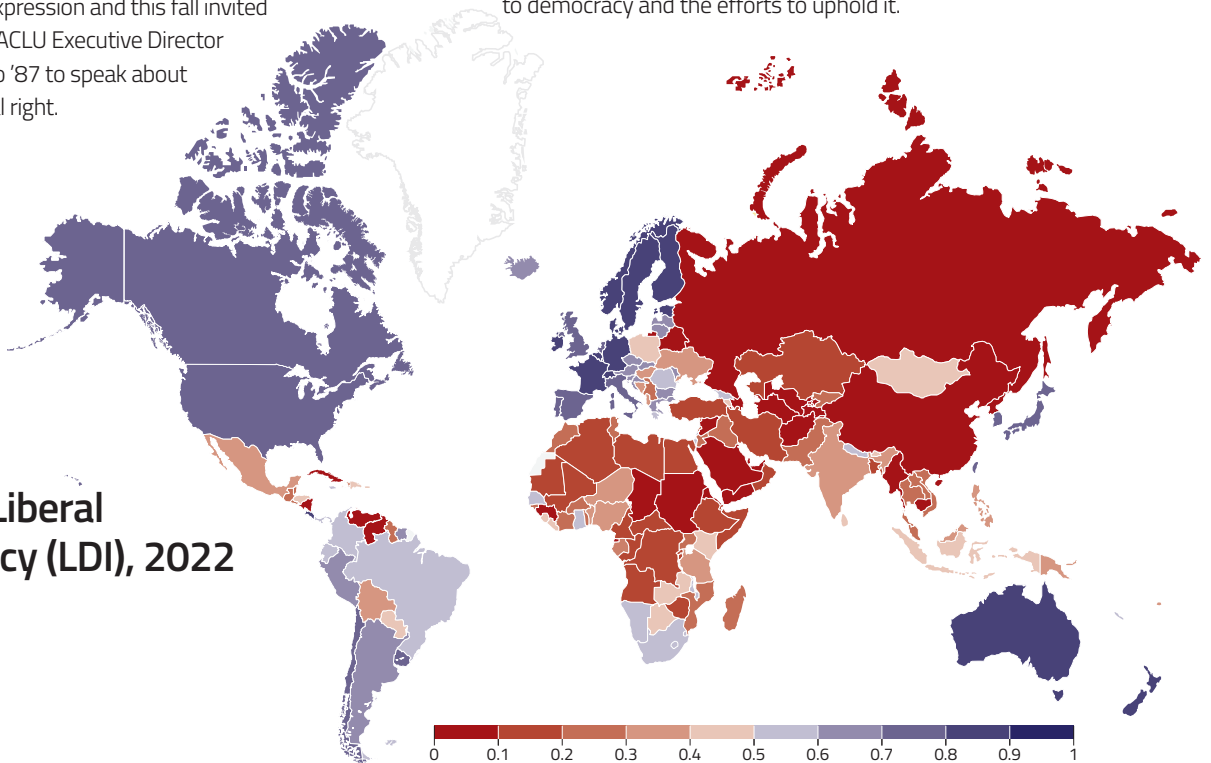 xpression and this fall invited
ACLU Executive Director
o ’87 to speak about
l right.
to democracy and the efforts to uphold it.
Liberal
cy (LDI), 2022
0 0.1 0.2 0.3 0.4 0.5 0.6 0.7 0.8 0.9 1